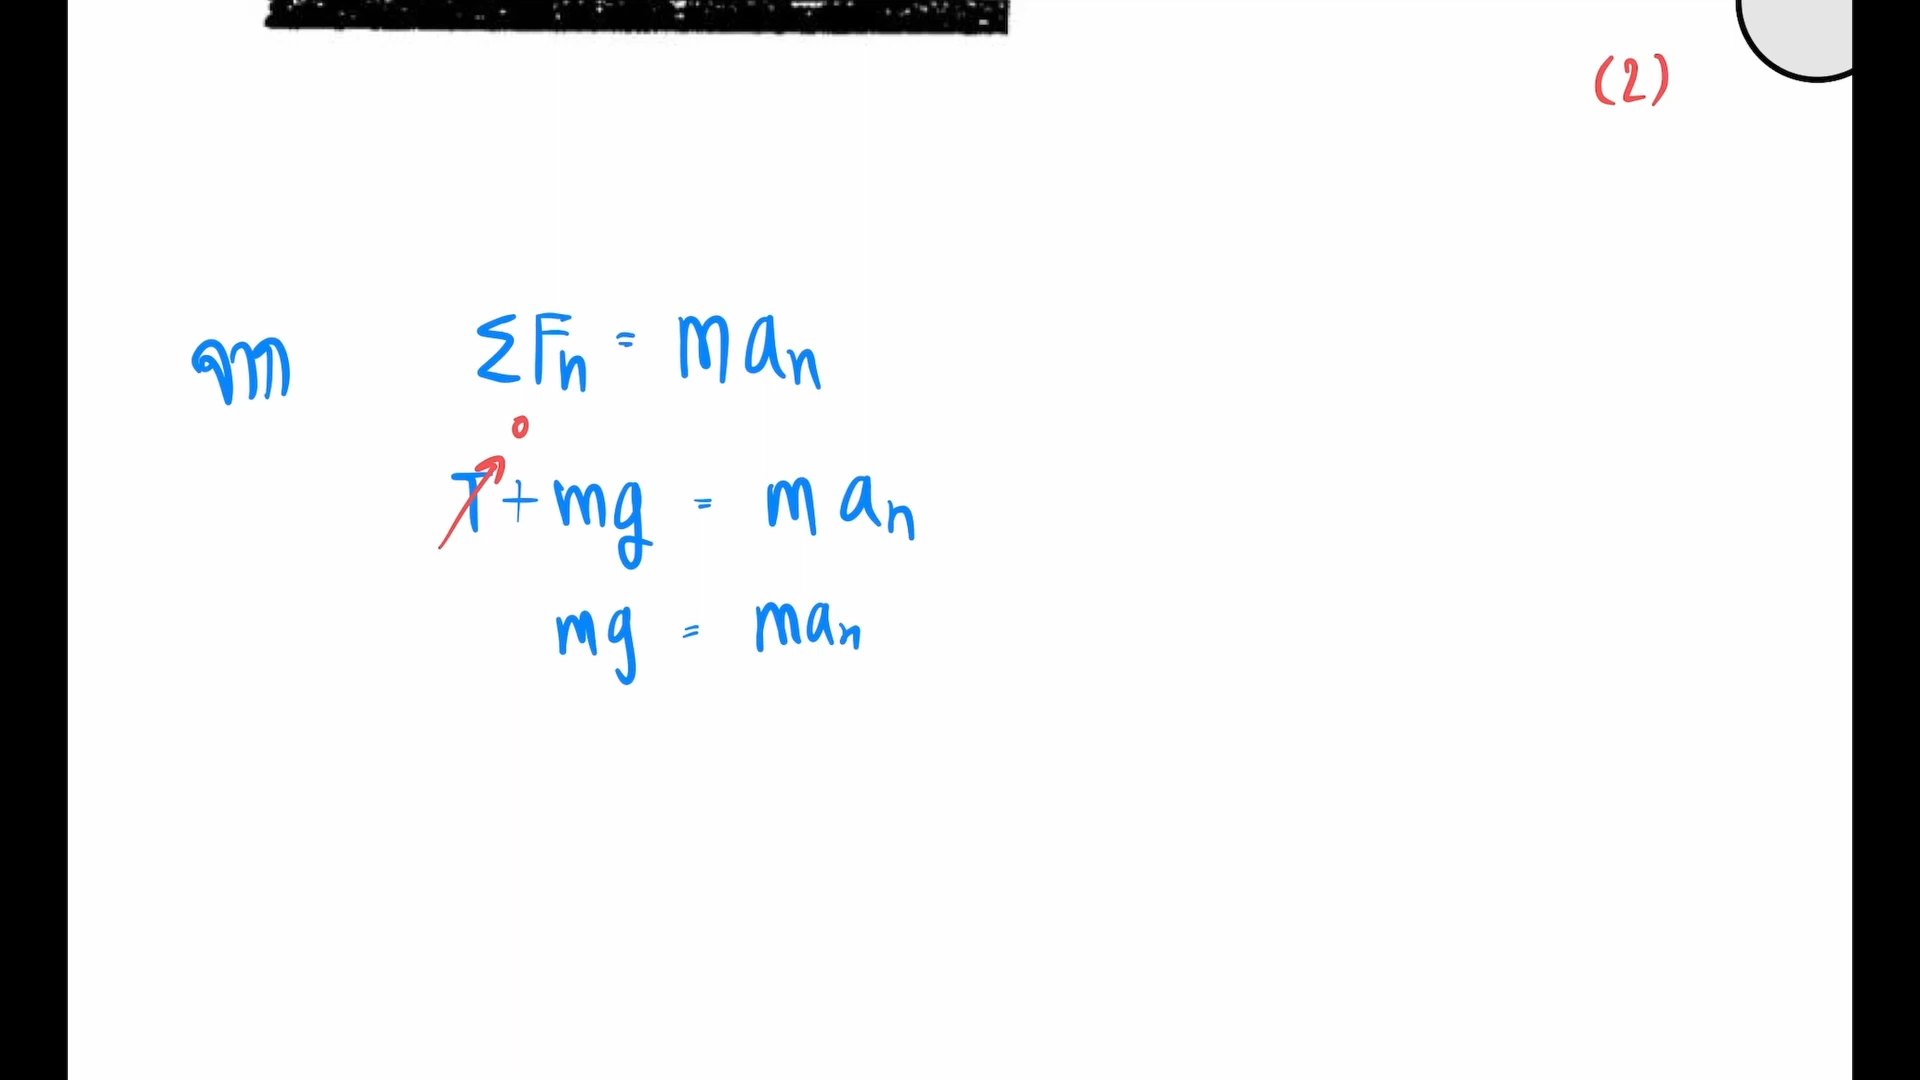 (2)
จาก ΣFn = man
T + mg = man
0
mg = man